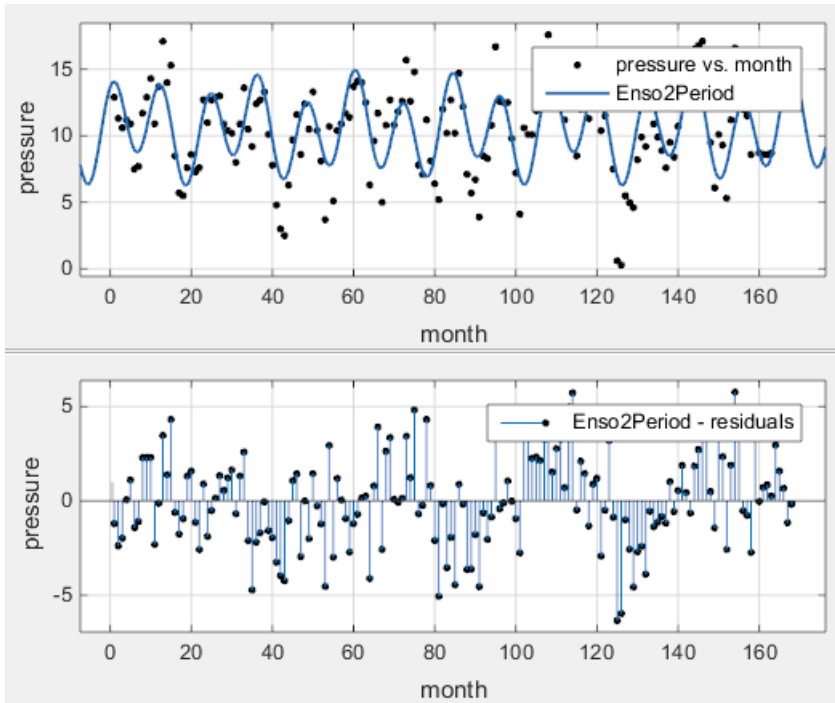 15
10
5
0
pressure
pressure vs. month
Enso2Period
0 20 40 60 80 100 120 140 160
month
5
0
-5
pressure
Enso2Period - residuals
0 20 40 60 80 100 120 140 160
month